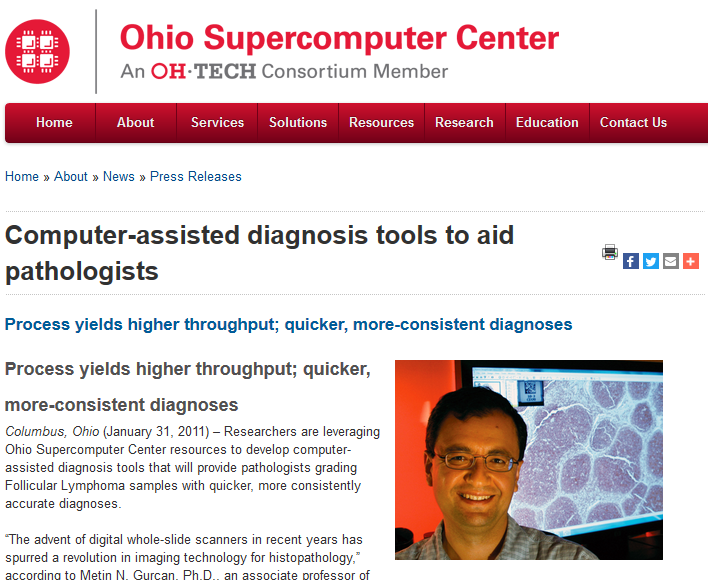 Ohio Supercomputer Center
An OH·TECH Consortium Member
Home About Services Solutions Resources Research Education Contact Us
Home » About » News » Press Releases
Computer-assisted diagnosis tools to aid
pathologists
Process yields higher throughput; quicker, more-consistent diagnoses
Process yields higher throughput; quicker,
more-consistent diagnoses
Columbus, Ohio (January 31, 2011) – Researchers are leveraging
Ohio Supercomputer Center resources to develop computer-
assisted diagnosis tools that will provide pathologists grading
Follicular Lymphoma samples with quicker, more consistently
accurate diagnoses.
“The advent of digital whole-slide scanners in recent years has
spurred a revolution in imaging technology for histopathology,”
according to Metin N. Gurcan, Ph.D., an associate professor of